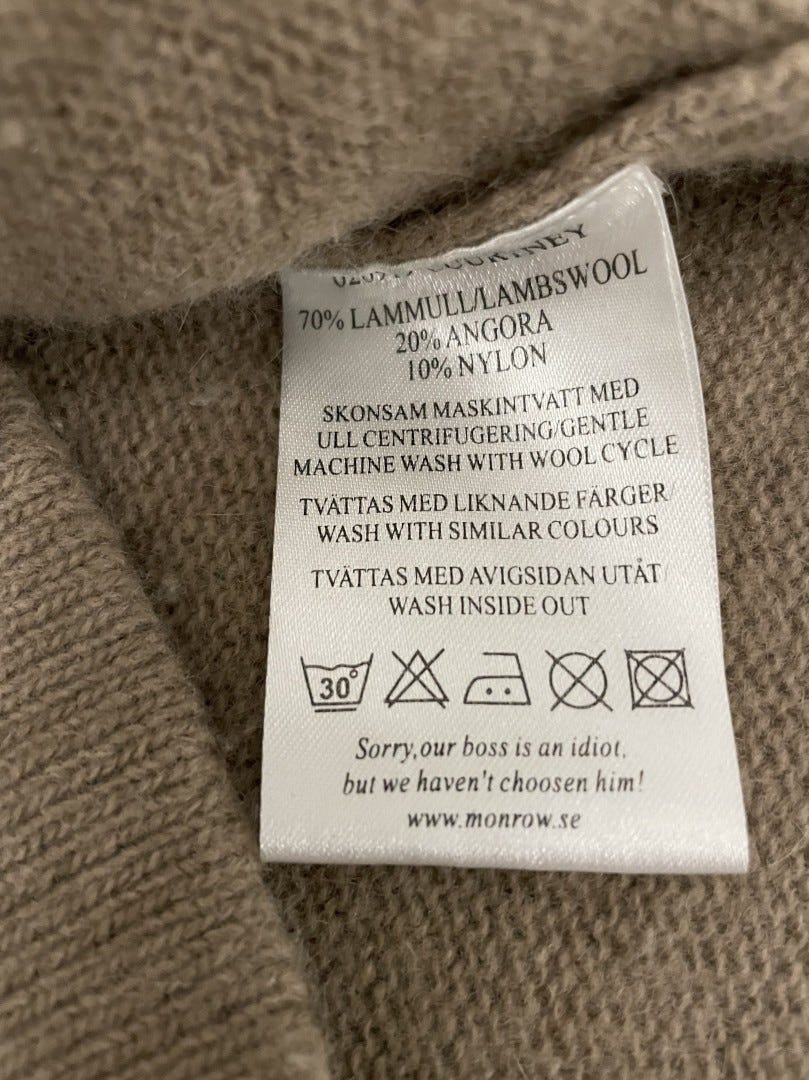 COURTNEY
70% LAMMULL/LAMBSWOOL
20% ANGORA
10% NYLON
SKONSAM MASKINTVATT MED
ULL CENTRIFUGERING/GENTLE
MACHINE WASH WITH WOOL CYCLE
TVÄTTAS MED LIKNANDE FÄRGER/
WASH WITH SIMILAR COLOURS
TVÄTTAS MED AVIGSIDAN UTÅT/
WASH INSIDE OUT
30°
Sorry,our boss is an idiot,
but we haven't choosen him!
www.monrow.se